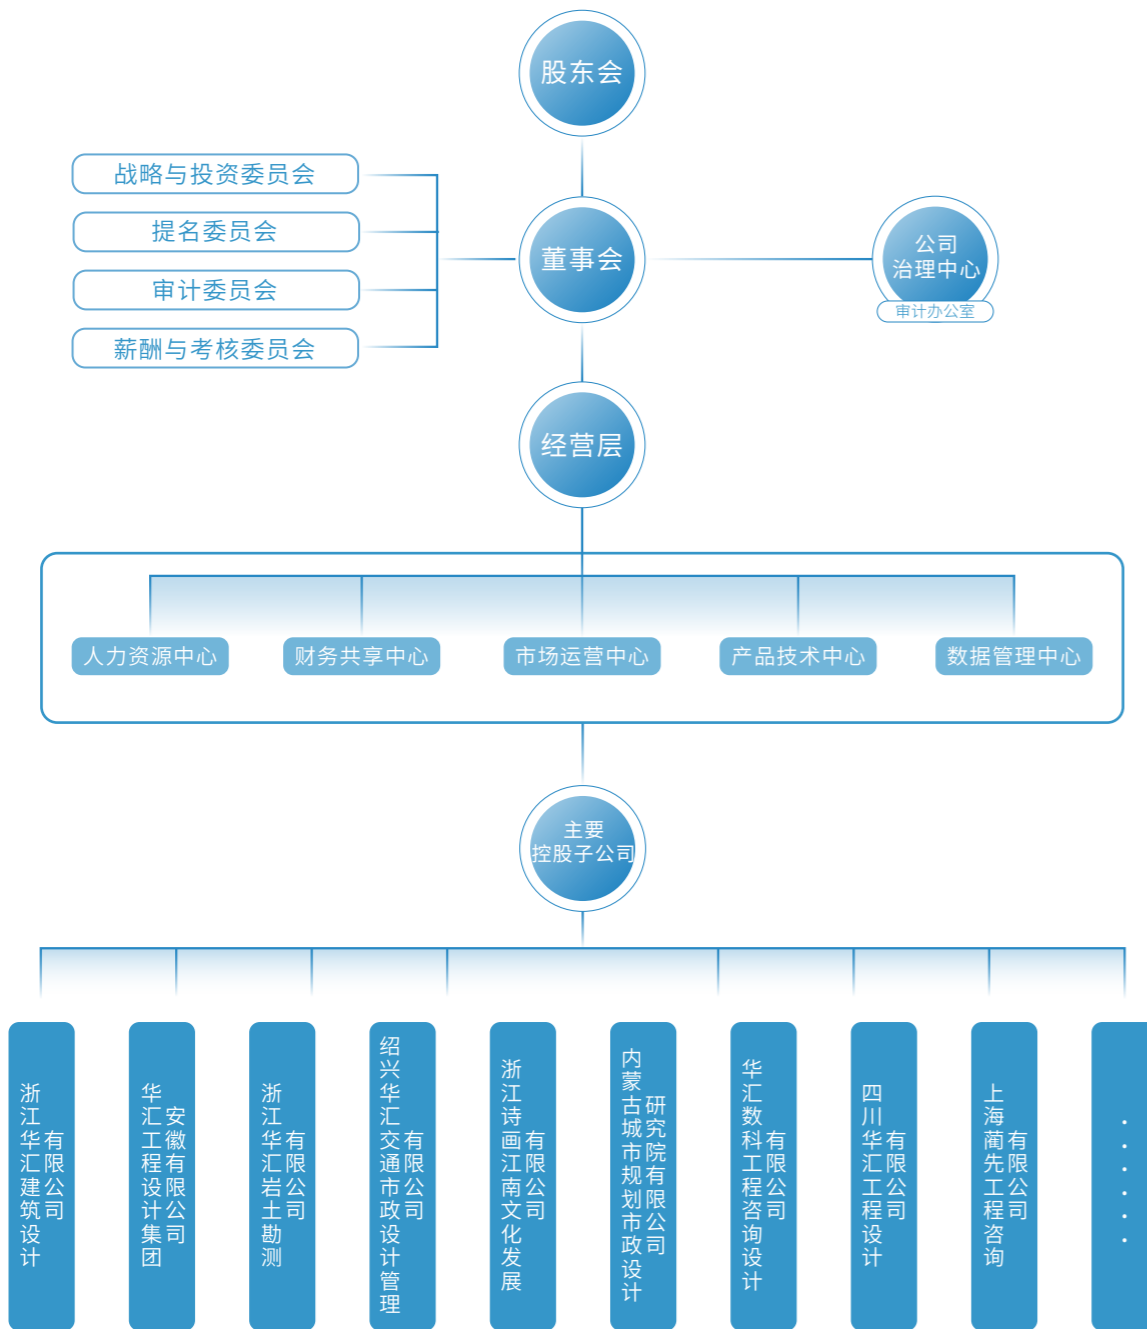 股东会
战略与投资委员会
提名委员会
审计委员会
薪酬与考核委员会
董事会
公司
治理中心
审计办公室
经营层
人力资源中心
财务共享中心
市场运营中心
产品技术中心
数据管理中心
主要
控股子公司
浙江华汇建筑设计
有限公司
华汇工程设计集团
安徽有限公司
浙江华汇岩土勘测
有限公司
绍兴华汇交通市政设计管理
有限公司
浙江诗画江南文化发展
有限公司
内蒙古城市规划市政设计
研究院有限公司
华汇数科工程咨询设计
有限公司
四川华汇工程设计
有限公司
上海蔺先工程咨询
有限公司
······